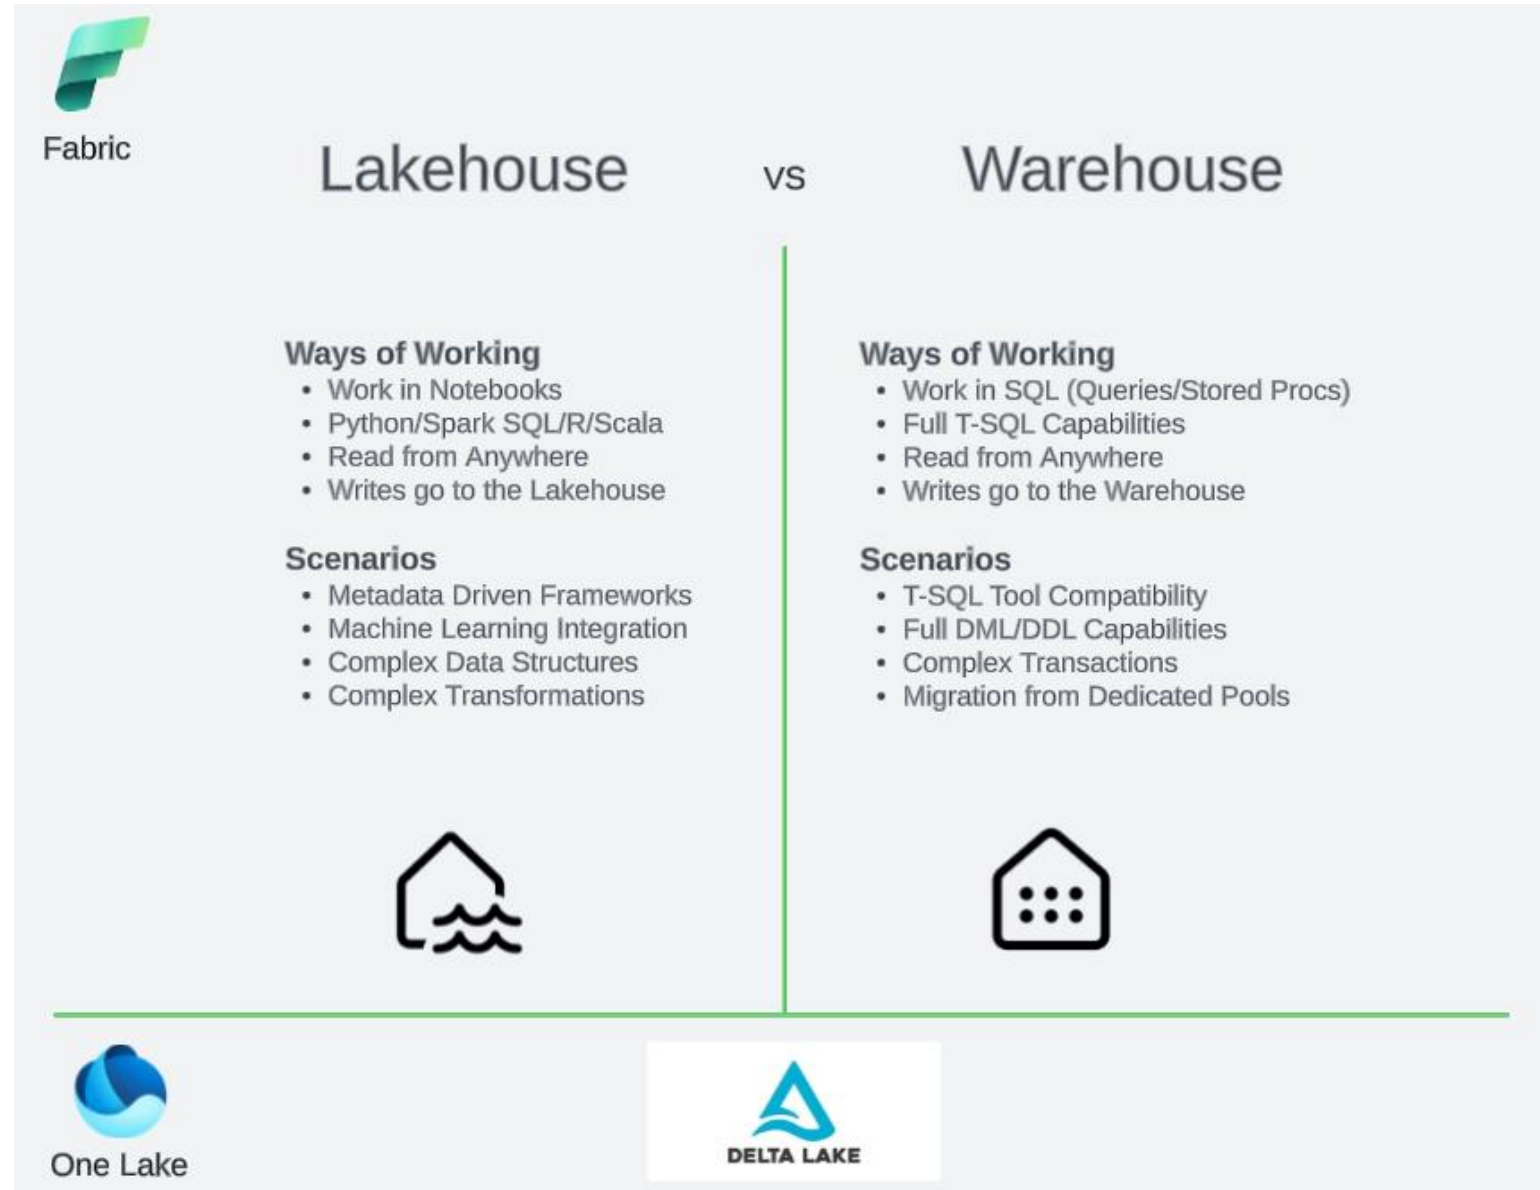 Fabric
Lakehouse vs Warehouse
Ways of Working
• Work in Notebooks
• Python/Spark SQL/R/Scala
• Read from Anywhere
• Writes go to the Lakehouse
Scenarios
• Metadata Driven Frameworks
• Machine Learning Integration
• Complex Data Structures
• Complex Transformations
Ways of Working
• Work in SQL (Queries/Stored Procs)
• Full T-SQL Capabilities
• Read from Anywhere
• Writes go to the Warehouse
Scenarios
• T-SQL Tool Compatibility
• Full DML/DDL Capabilities
• Complex Transactions
• Migration from Dedicated Pools
One Lake
DELTA LAKE